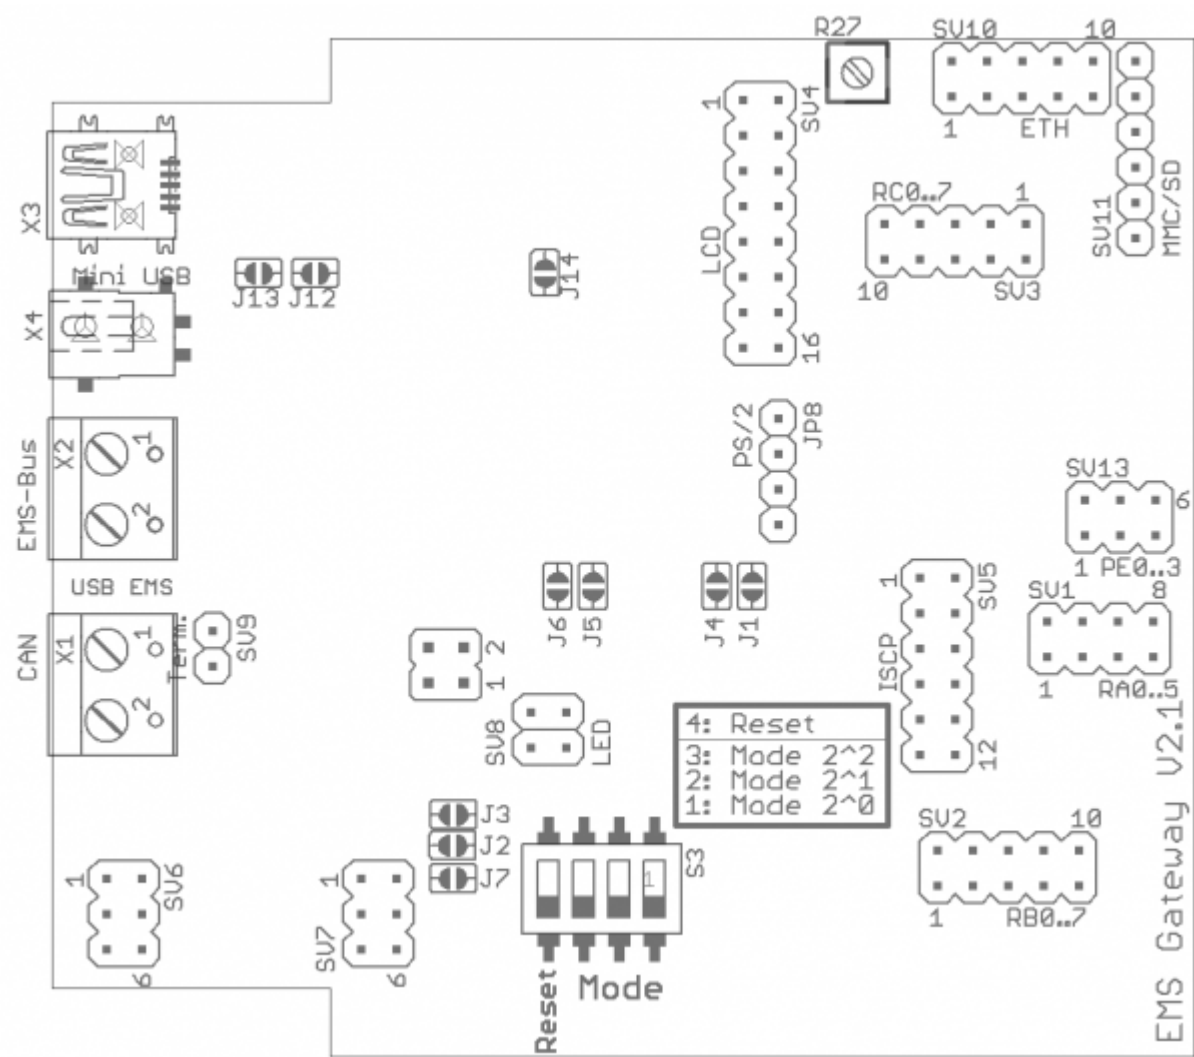 R27
SV10
10
1
ETH
SV4
1
LCD
16
RC0..7
1
10
SV3
SV11
MMC/SD
X3
Mini USB
J13
J12
J14
X4
PS/2
JP8
EMS-Bus
X2
1
2
SV13
6
1
PE0..3
USB EMS
J6
J5
J4
J1
1
SV5
ISCP
12
SV1
8
1
RA0..5
CAN
X1
1
2
Term.
SV9
2
1
SV8
LED
4: Reset
3: Mode 2^2
2: Mode 2^1
1: Mode 2^0
J3
J2
J7
S3
1
SV2
10
1
RB0..7
1
SV6
6
1
SV7
6
Reset
Mode
EMS Gateway V2.1